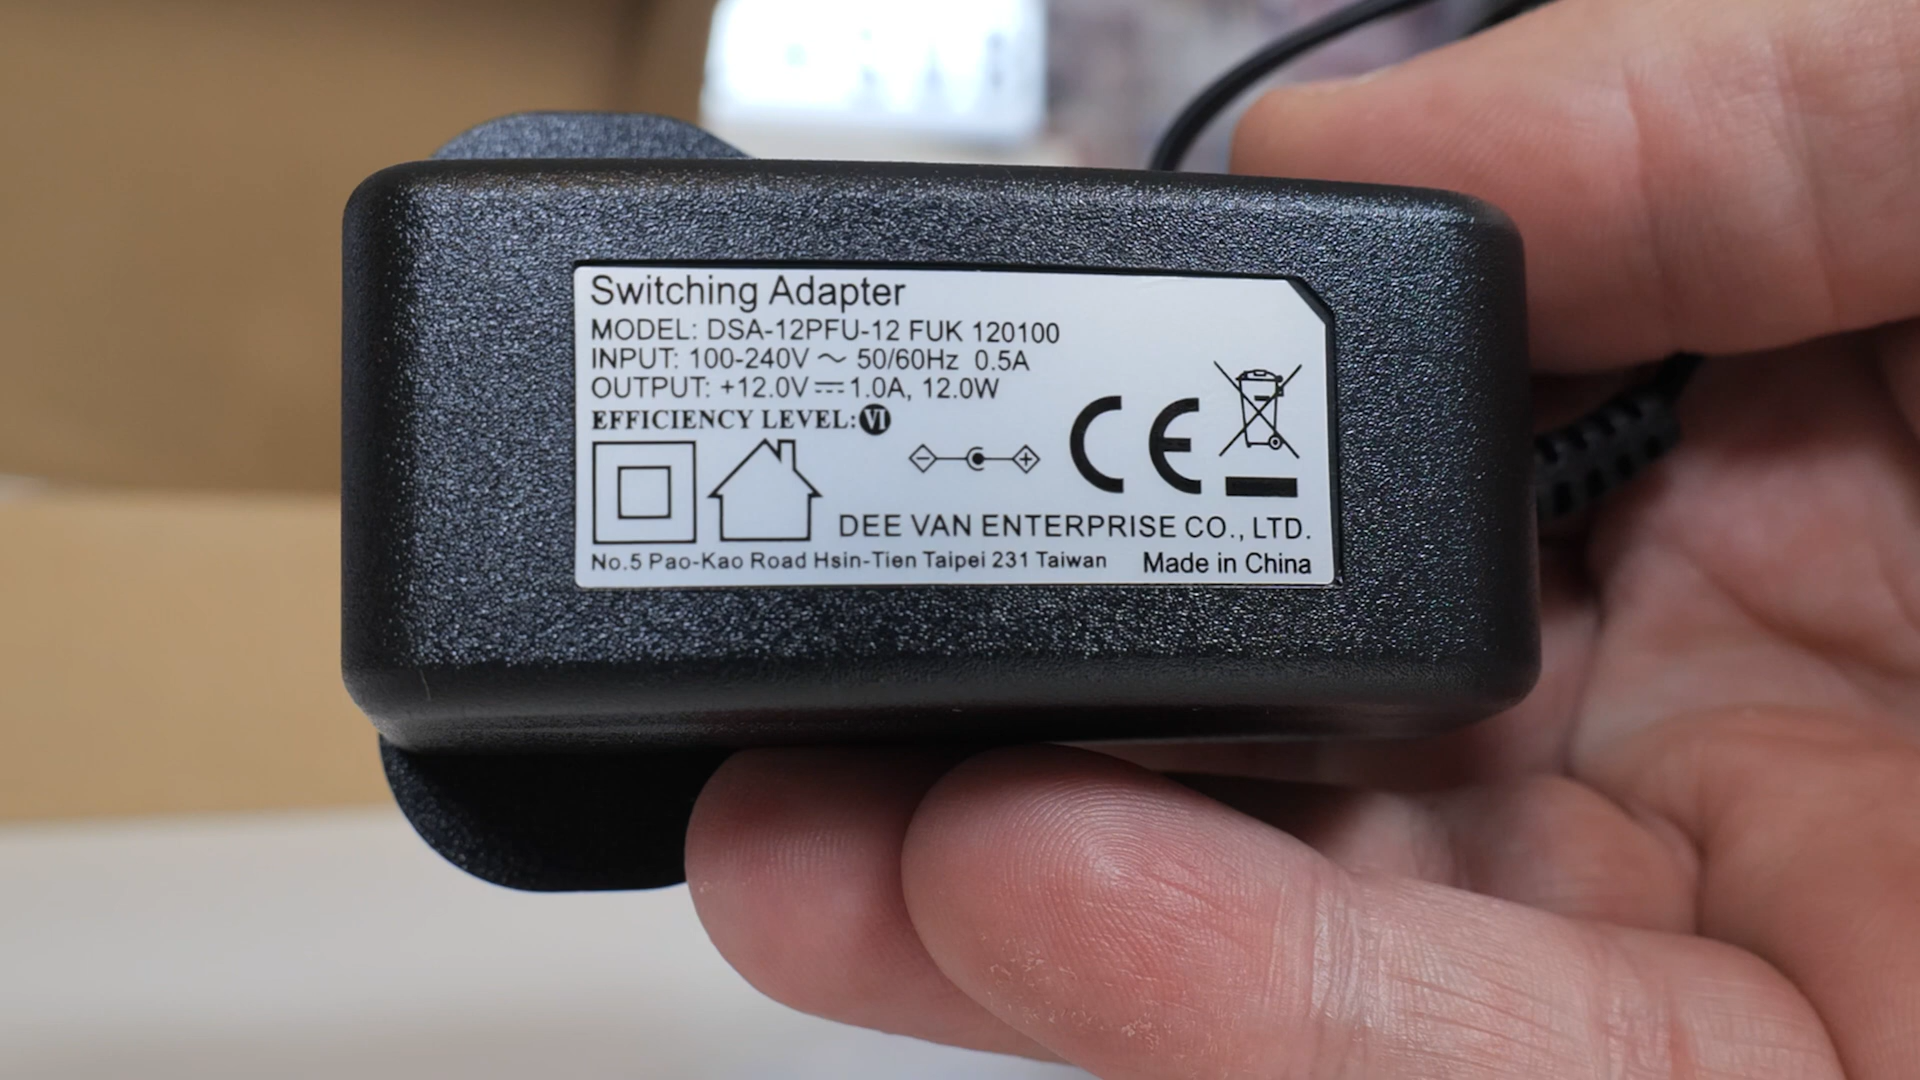 Switching Adapter
MODEL: DSA-12PFU-12 FUK 120100
INPUT: 100-240V ~ 50/60Hz 0.5A
OUTPUT: +12.0V⎓1.0A, 12.0W
EFFICIENCY LEVEL: VI
CE
DEE VAN ENTERPRISE CO., LTD.
No.5 Pao-Kao Road Hsin-Tien Taipei 231 Taiwan Made in China